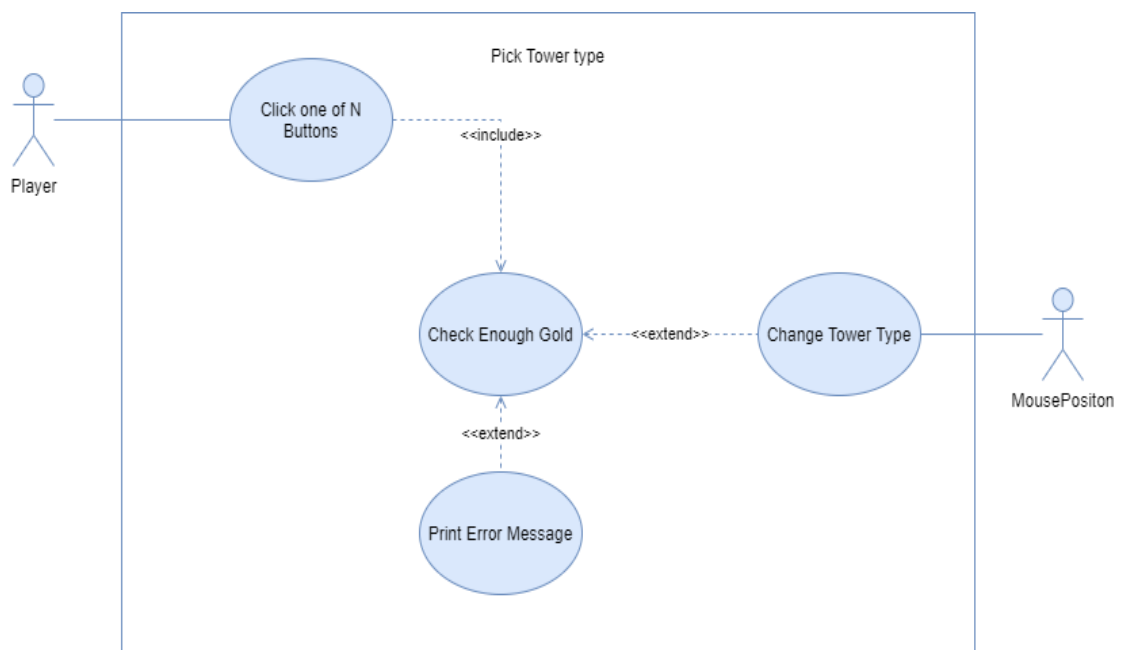 Pick Tower type
Click one of N
Buttons
<<include>>
Player
Check Enough Gold
<<extend>>
Change Tower Type
MousePositon
<<extend>>
Print Error Message